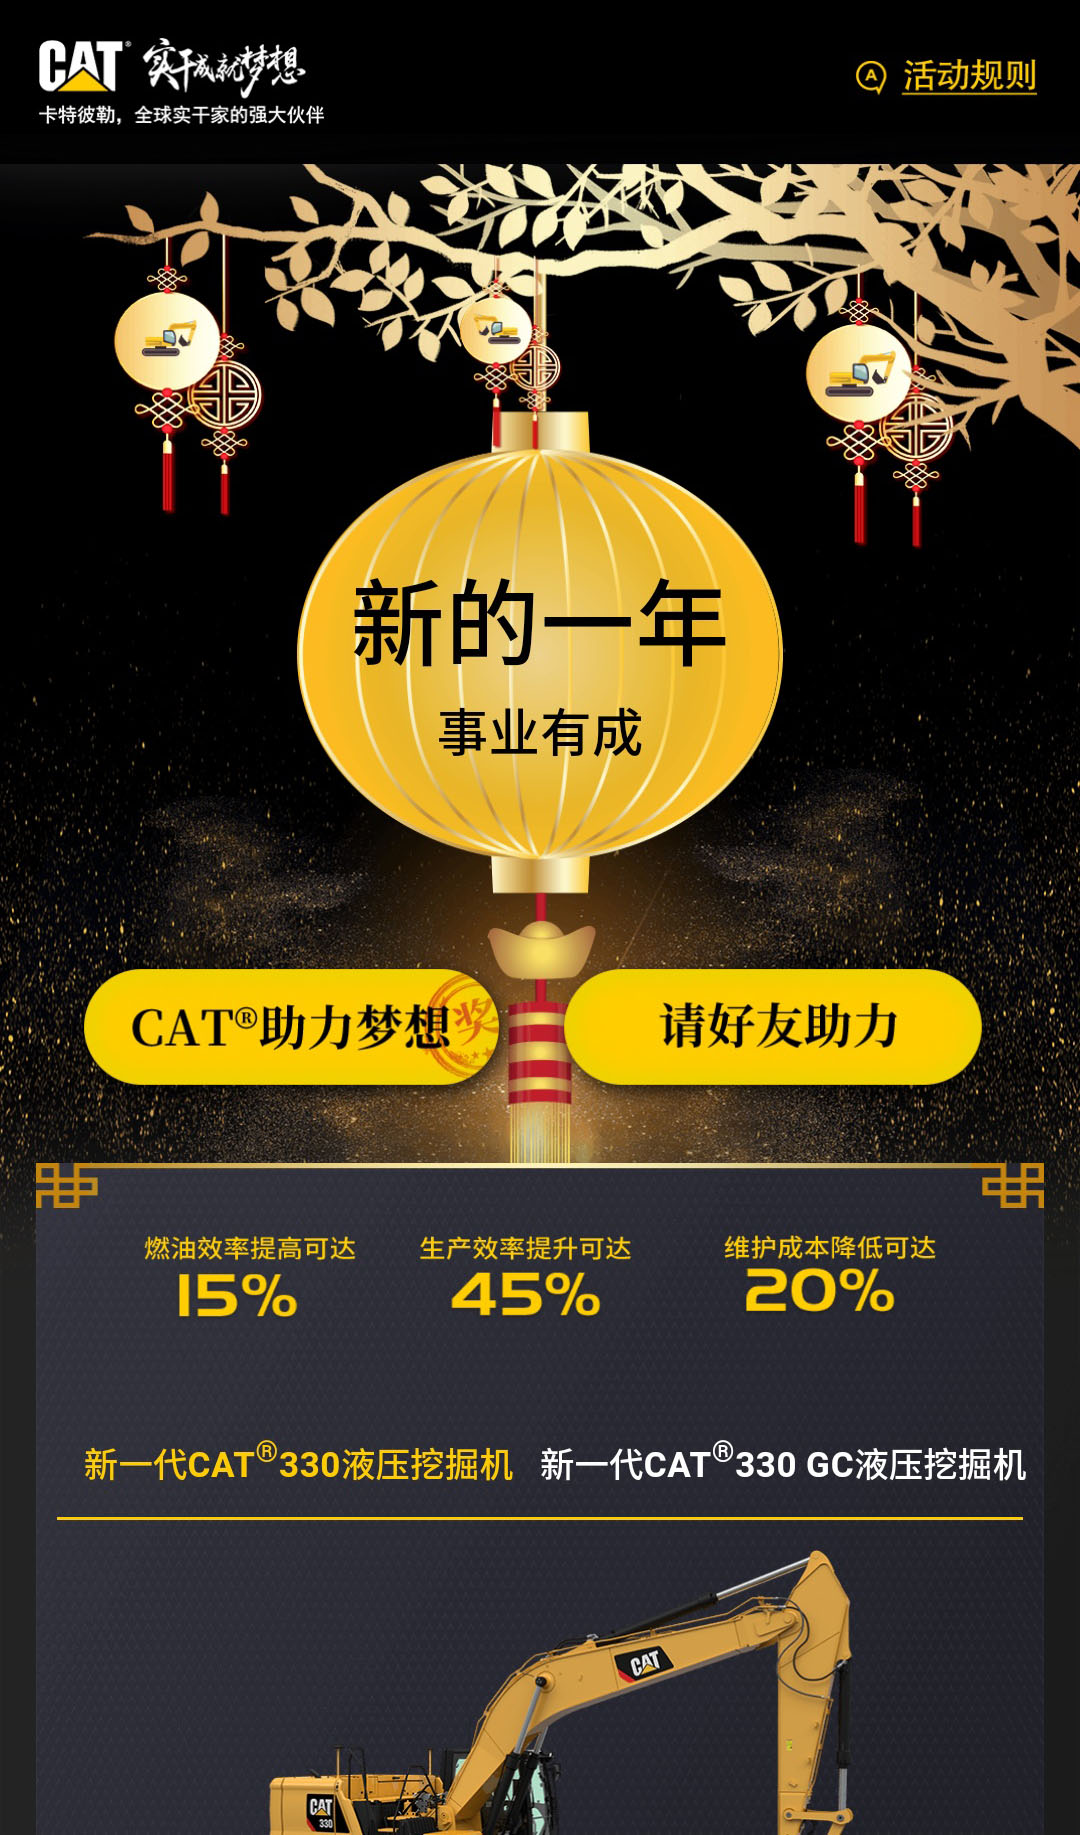 CAT® 实干成就梦想
卡特彼勒，全球实干家的强大伙伴
A 活动规则
新的一年
事业有成
CAT®助力梦想
奖
请好友助力
燃油效率提高可达
15%
生产效率提升可达
45%
维护成本降低可达
20%
新一代CAT®330液压挖掘机
新一代CAT®330 GC液压挖掘机
CAT
CAT
330